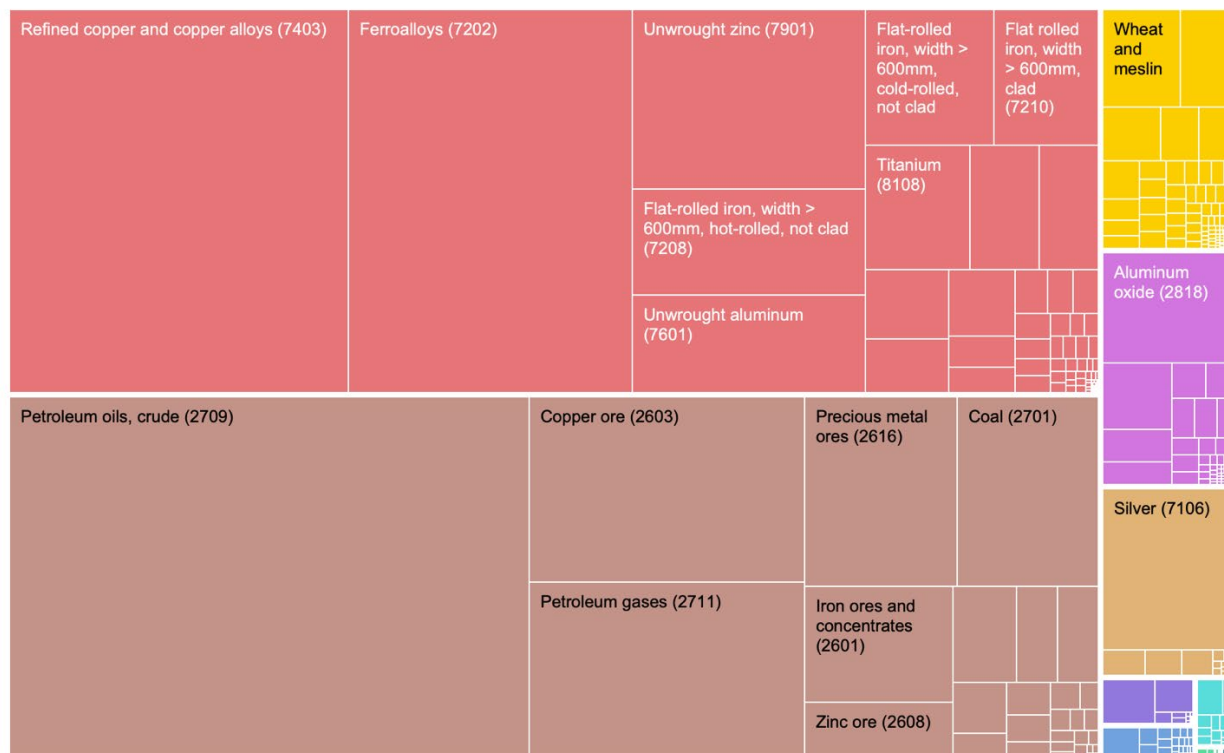 Refined copper and copper alloys (7403)
Ferroalloys (7202)
Unwrought zinc (7901)
Flat-rolled iron, width >
600mm, hot-rolled, not clad
(7208)
Unwrought aluminum
(7601)
Flat-rolled
iron, width >
600mm,
cold-rolled,
not clad
Flat rolled
iron, width
> 600mm,
clad
(7210)
Titanium
(8108)
Wheat
and
meslin
Aluminum
oxide (2818)
Silver (7106)
Petroleum oils, crude (2709)
Copper ore (2603)
Petroleum gases (2711)
Precious metal
ores (2616)
Coal (2701)
Iron ores and
concentrates
(2601)
Zinc ore (2608)